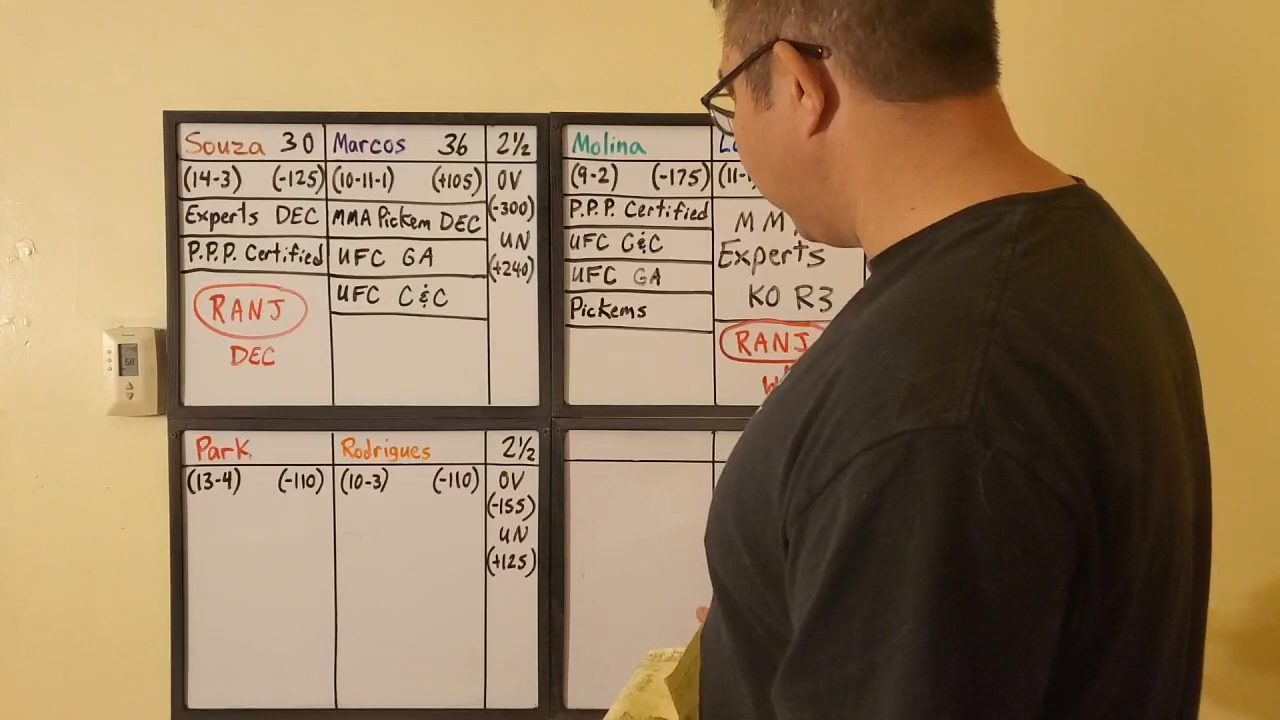 Souza 30 Marcos 36 2½
(14-3) (-125) (10-11-1) (+105) OV
(-300)
Experts DEC MMA Pickem DEC
UN
P.P.P. Certified UFC GA
(+240)
UFC C&C
RANJ
DEC
Molina
(9-2) (-175) (11-
P.P.P. Certified
UFC C&C
UFC GA
Pickems
MM
Experts
KO R3
RANJ
Park Rodrigues 2½
(13-4) (-110) (10-3) (-110) OV
(-155)
UN
(+125)